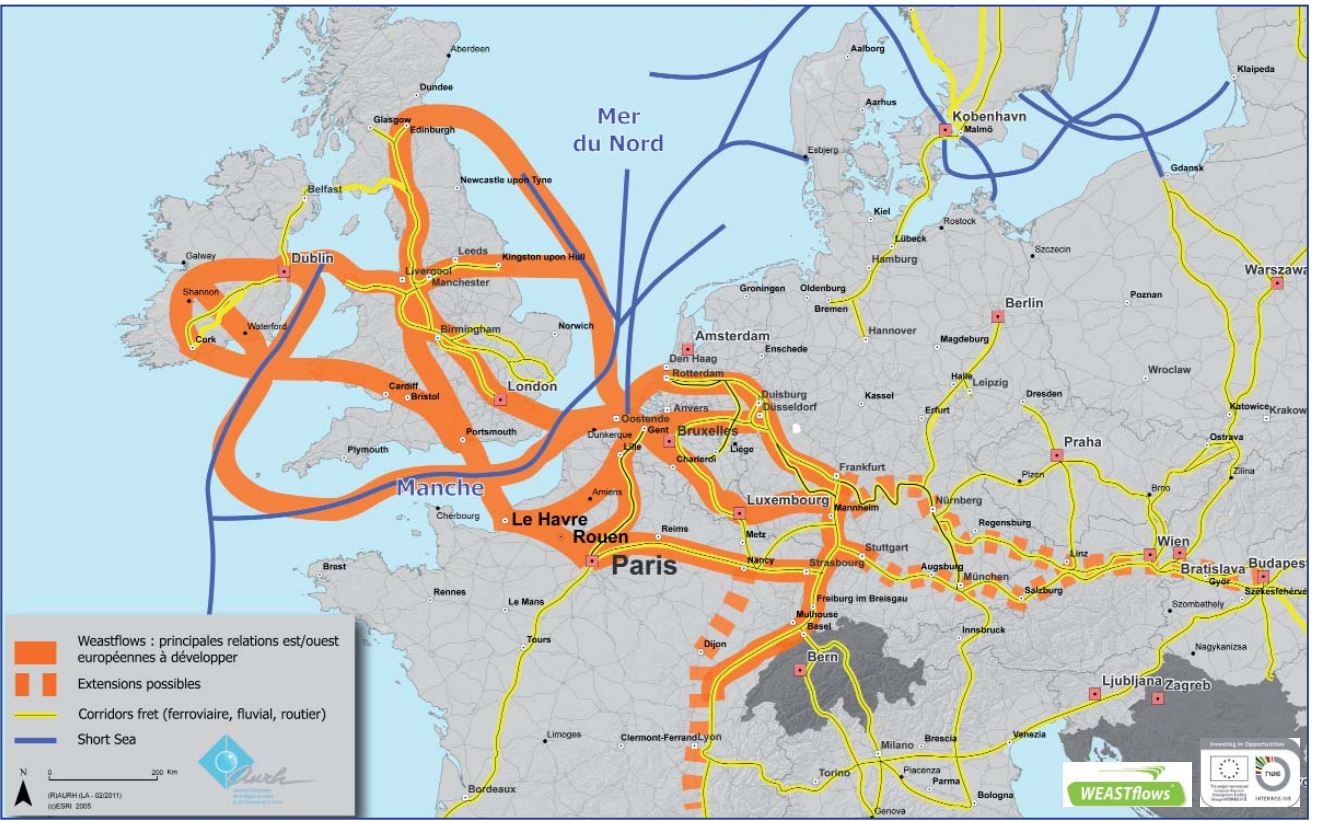 Aberdeen
Aalborg
Klaipeda
Dundee
Mer
du Nord
Aarhus
Kobenhavn
Malmö
Glasgow
Edinburgh
Esbjerg
Gdansk
Belfast
Newcastle upon Tyne
Kiel
Rostock
Lübeck
Szczecin
Galway
Dublin
Leeds
Kingston upon Hull
Hamburg
Liverpool
Manchester
Warszawa
Shannon
Groningen
Oldenburg
Bremen
Poznan
Berlin
Waterford
Birmingham
Norwich
Hannover
Cork
Amsterdam
Enschede
Magdeburg
Den Haag
Rotterdam
Halle
Leipzig
Wroclaw
Cardiff
Bristol
London
Duisburg
Düsseldorf
Kassel
Dresden
Anvers
Erfurt
Katowice
Krakow
Oostende
Gent
Bruxelles
Portsmouth
Dunkerque
Lille
Liége
Praha
Ostrava
Plymouth
Charleroi
Frankfurt
Plzen
Zilina
Manche
Amiens
Luxembourg
Mannheim
Nürnberg
Brno
Cherbourg
Le Havre
Rouen
Reims
Metz
Regensburg
Wien
Paris
Nancy
Strasbourg
Stuttgart
Linz
Bratislava
Budapest
Brest
Augsburg
München
Györ
Rennes
Le Mans
Freiburg im Breisgau
Salzburg
Székesfehérvé
Szombathely
Mulhouse
Basel
Innsbruck
Tours
Dijon
Bern
Nagykanizsa
Ljubljana
Zagreb
Limoges
Clermont-Ferrand
Lyon
Milano
Brescia
Venezia
Torino
Piacenza
Parma
Bordeaux
Genova
Bologna
Weastflows : principales relations est/ouest
européennes à développer
Extensions possibles
Corridors fret (ferroviaire, fluvial, routier)
Short Sea
N
0 200 Km
(R)AURH (LA - 02/2011)
(c)ESRI 2005
aurh
WEASTflows
Investing in Opportunities
nwe
INTERREG IVB